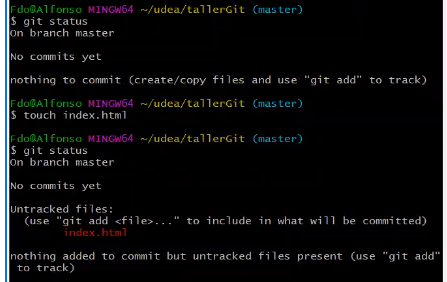 Fdo@Alfonso MINGW64 ~/udea/tallerGit (master)
$ git status
On branch master
No commits yet
nothing to commit (create/copy files and use "git add" to track)
Fdo@Alfonso MINGW64 ~/udea/tallerGit (master)
$ touch index.html
Fdo@Alfonso MINGW64 ~/udea/tallerGit (master)
$ git status
On branch master
No commits yet
Untracked files:
(use "git add <file>..." to include in what will be committed)
index.html
nothing added to commit but untracked files present (use "git add"
to track)